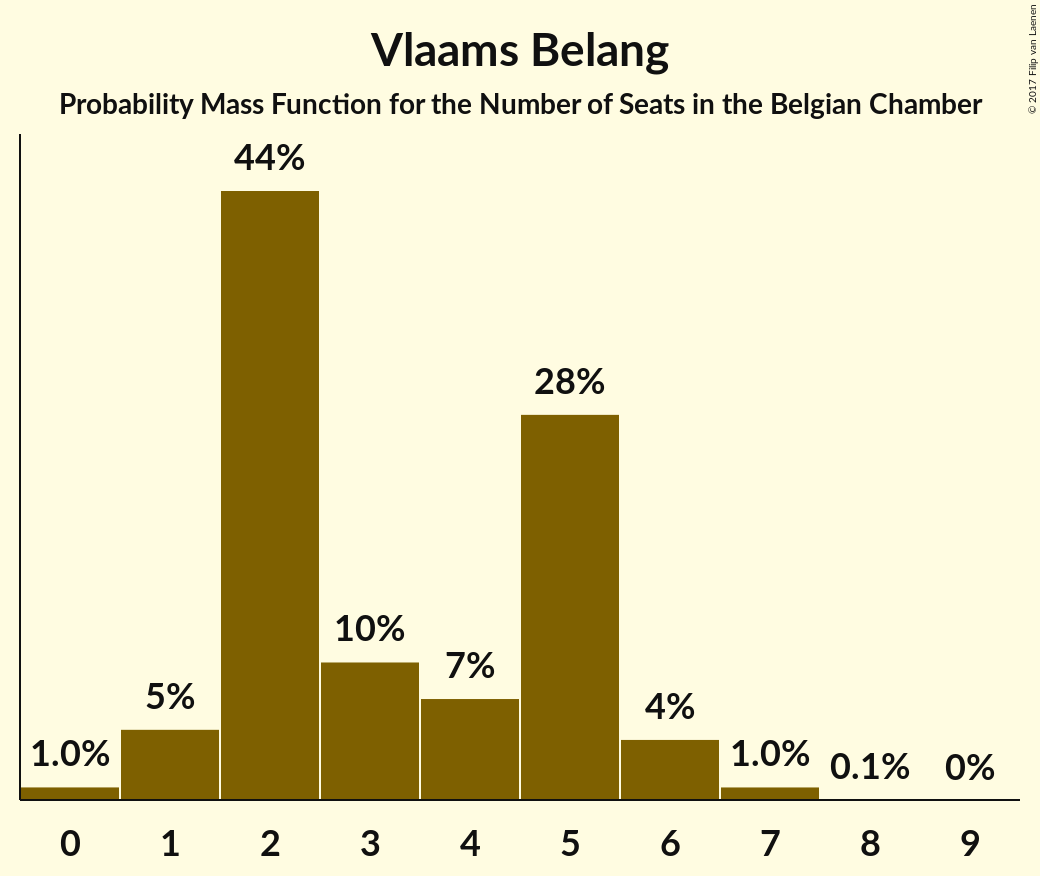 Vlaams Belang
Probability Mass Function for the Number of Seats in the Belgian Chamber
© 2017 Filip van Laenen
44%
28%
10%
7%
5%
4%
1.0%
1.0%
0.1%
0%
0 1 2 3 4 5 6 7 8 9